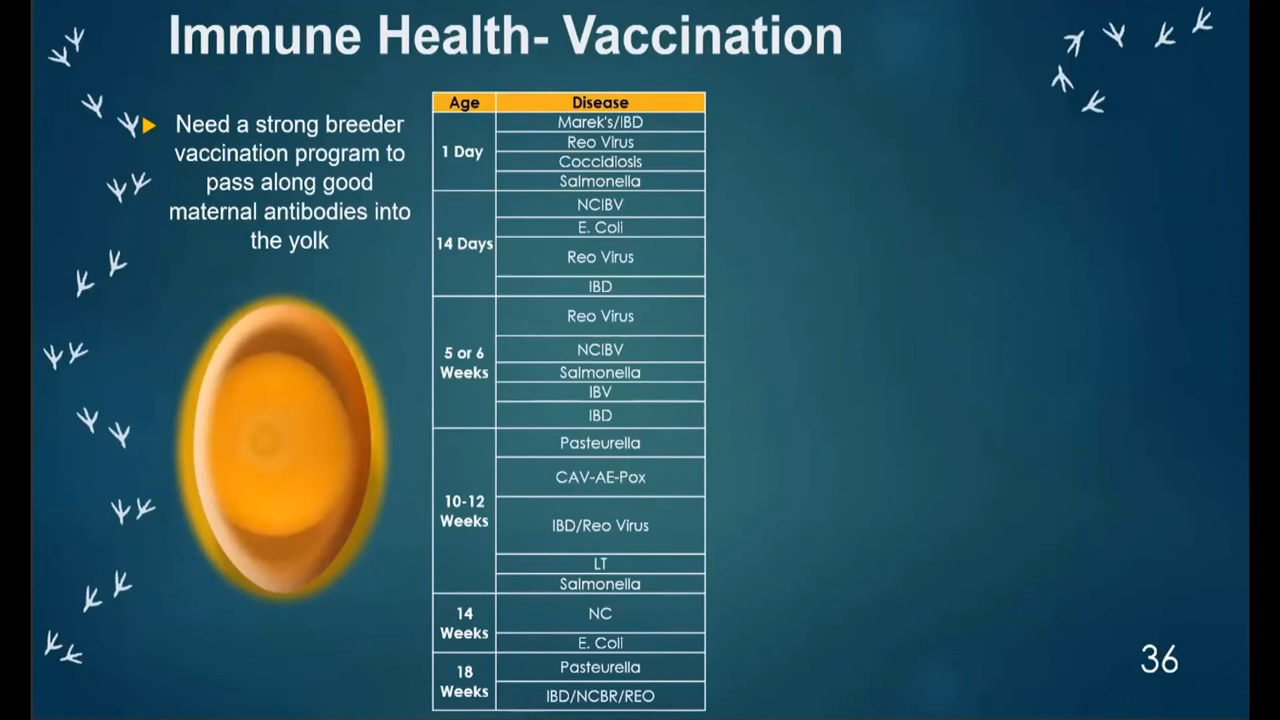 Immune Health- Vaccination
Need a strong breeder
vaccination program to
pass along good
maternal antibodies into
the yolk
Age Disease
1 Day
Marek's/IBD
Reo Virus
Coccidiosis
Salmonella
14 Days
NCIBV
E. Coli
Reo Virus
IBD
5 or 6
Weeks
Reo Virus
NCIBV
Salmonella
IBV
IBD
10-12
Weeks
Pasteurella
CAV-AE-Pox
IBD/Reo Virus
LT
Salmonella
14
Weeks
NC
E. Coli
18
Weeks
Pasteurella
IBD/NCBR/REO
36